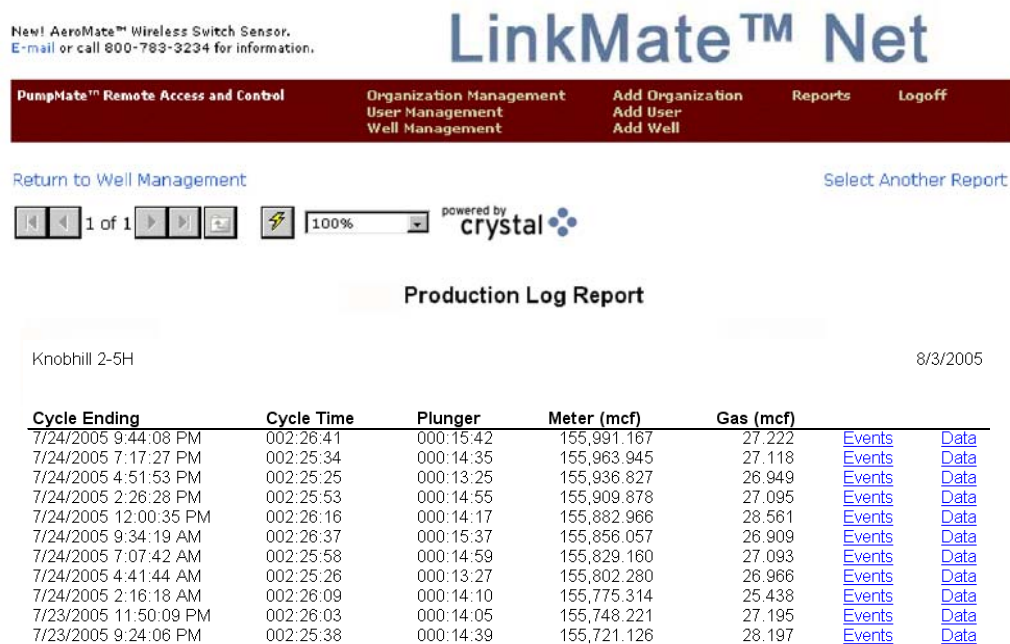 New! AeroMate™ Wireless Switch Sensor.
E-mail or call 800-783-3234 for information.
LinkMate™ Net
PumpMate™ Remote Access and Control
Organization Management Add Organization Reports Logoff
User Management Add User
Well Management Add Well
Return to Well Management Select Another Report
1 of 1 100% powered by crystal
Production Log Report
Knobhill 2-5H 8/3/2005
Cycle Ending Cycle Time Plunger Meter (mcf) Gas (mcf)
7/24/2005 9:44:08 PM 002:26:41 000:15:42 155,991.167 27.222 Events Data
7/24/2005 7:17:27 PM 002:25:34 000:14:35 155,963.945 27.118 Events Data
7/24/2005 4:51:53 PM 002:25:25 000:13:25 155,936.827 26.949 Events Data
7/24/2005 2:26:28 PM 002:25:53 000:14:55 155,909.878 27.095 Events Data
7/24/2005 12:00:35 PM 002:26:16 000:14:17 155,882.966 28.561 Events Data
7/24/2005 9:34:19 AM 002:26:37 000:15:37 155,856.057 26.909 Events Data
7/24/2005 7:07:42 AM 002:25:58 000:14:59 155,829.160 27.093 Events Data
7/24/2005 4:41:44 AM 002:25:26 000:13:27 155,802.280 26.966 Events Data
7/24/2005 2:16:18 AM 002:26:09 000:14:10 155,775.314 25.438 Events Data
7/23/2005 11:50:09 PM 002:26:03 000:14:05 155,748.221 27.195 Events Data
7/23/2005 9:24:06 PM 002:25:38 000:14:39 155,721.126 28.197 Events Data